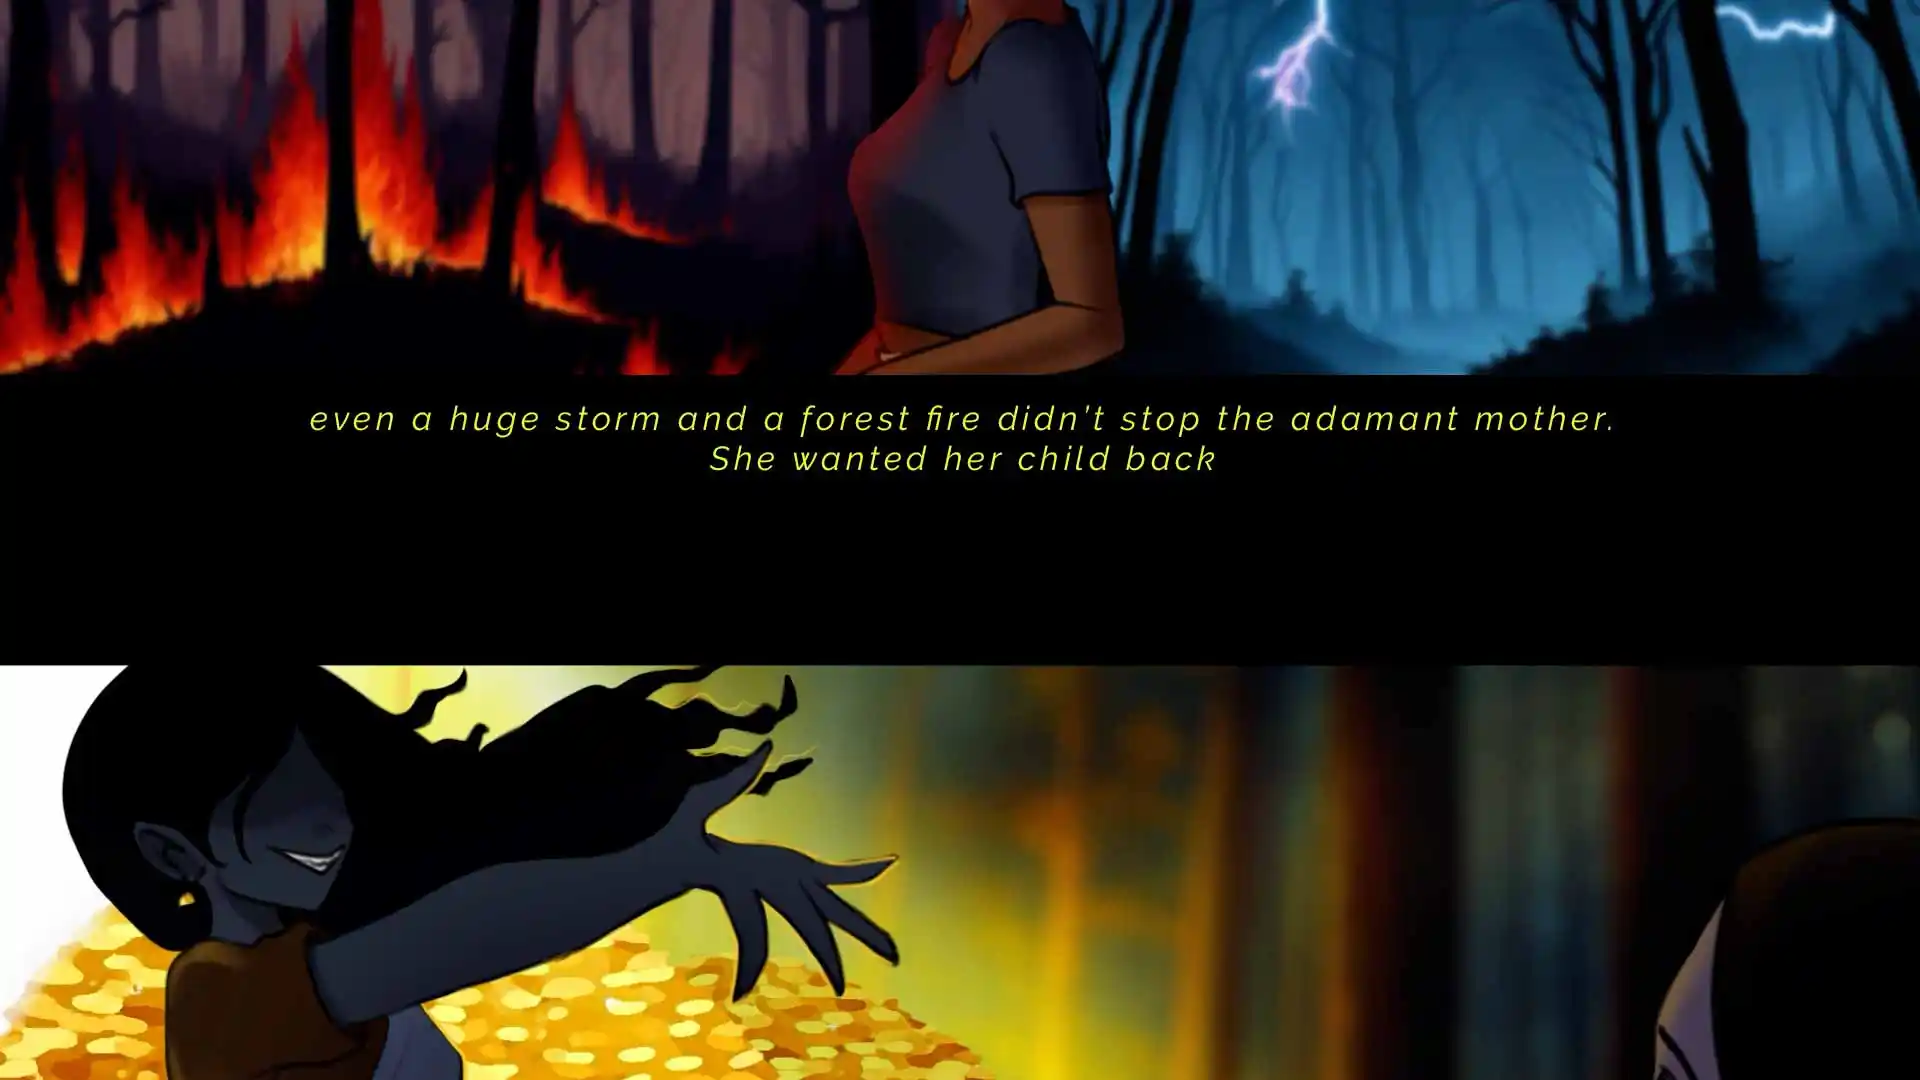 even a huge storm and a forest fire didn't stop the adamant mother.
She wanted her child back